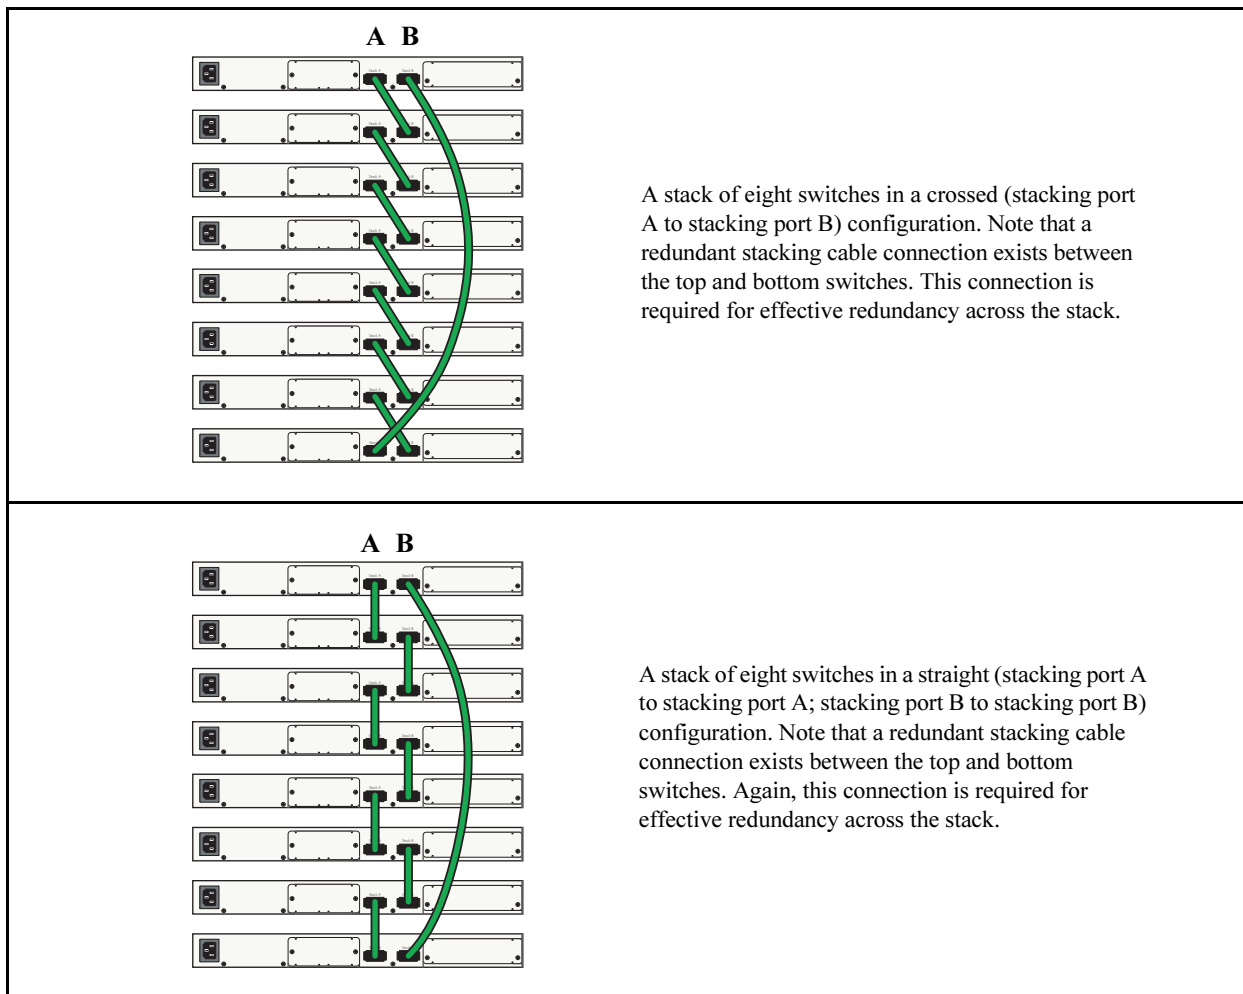 A B
A stack of eight switches in a crossed (stacking port
A to stacking port B) configuration. Note that a
redundant stacking cable connection exists between
the top and bottom switches. This connection is
required for effective redundancy across the stack.
A B
A stack of eight switches in a straight (stacking port A
to stacking port A; stacking port B to stacking port B)
configuration. Note that a redundant stacking cable
connection exists between the top and bottom
switches. Again, this connection is required for
effective redundancy across the stack.